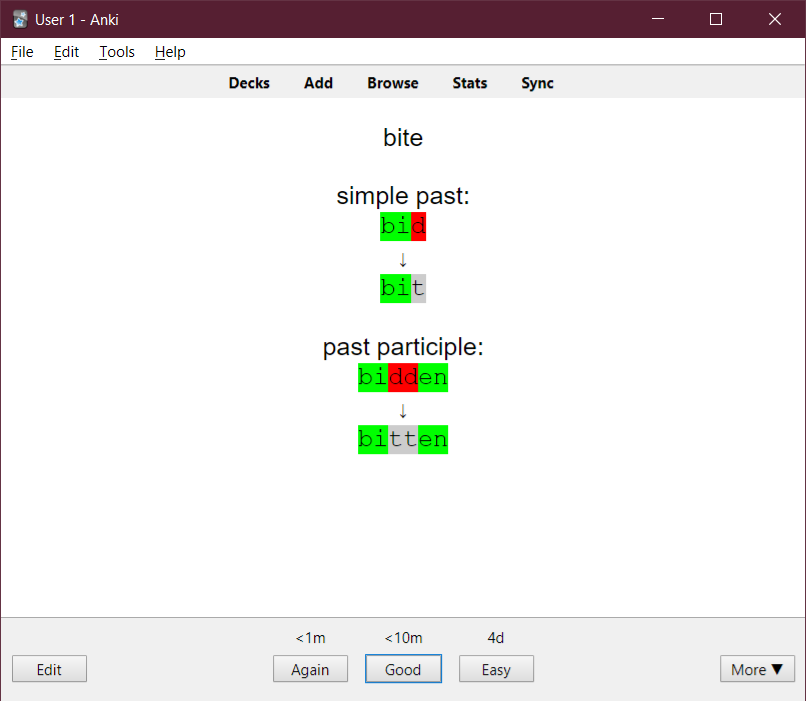 User 1 - Anki
File Edit Tools Help
Decks Add Browse Stats Sync
bite
simple past:
bid
↓
bit
past participle:
bidden
↓
bitten
<1m <10m 4d
Edit Again Good Easy More ▼